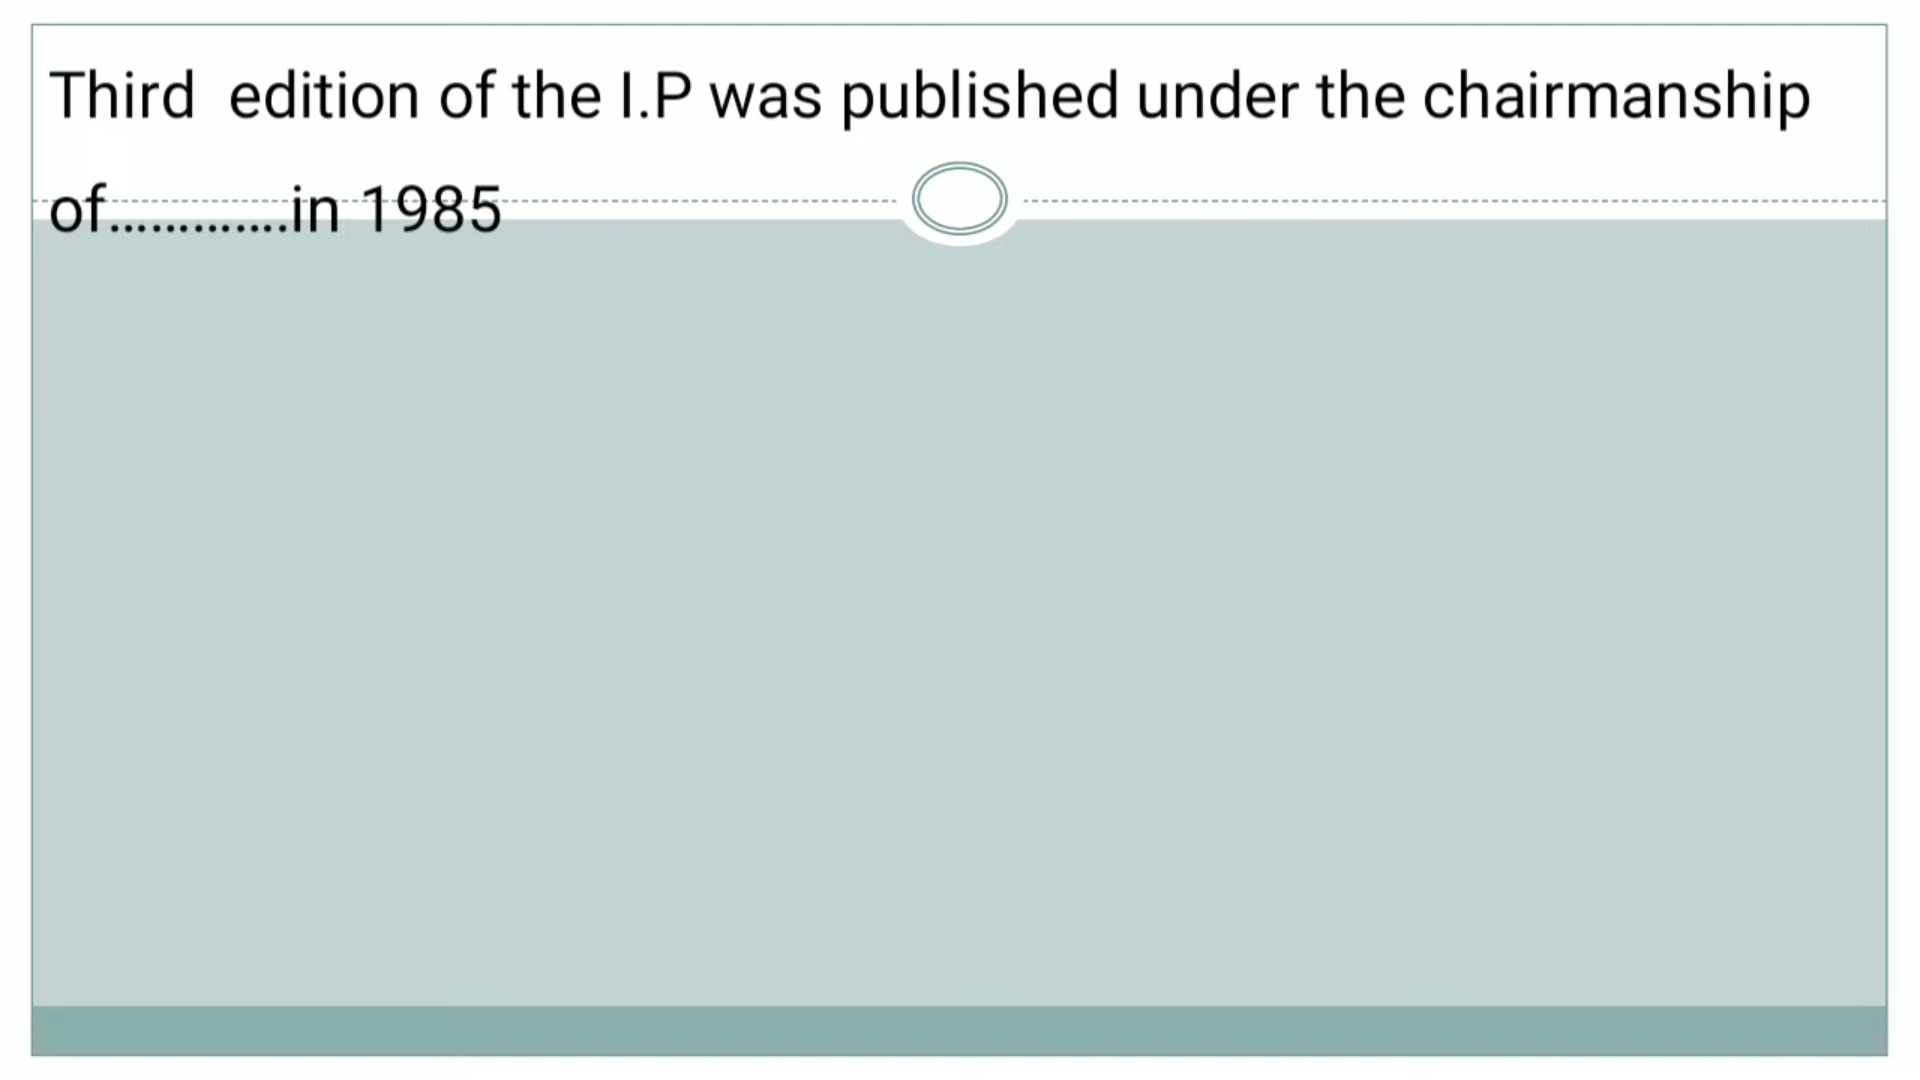 Third  edition of the I.P was published under the chairmanship
of………….in 1985